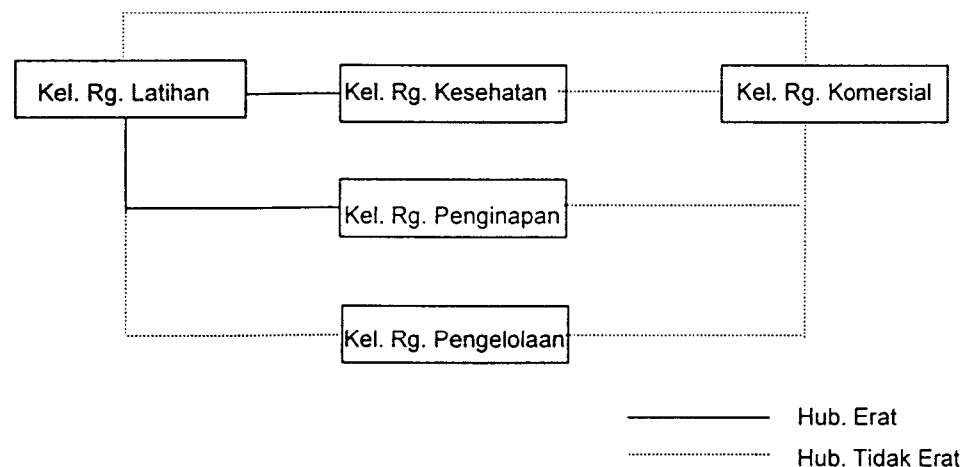 Kel. Rg. Latihan
Kel. Rg. Kesehatan
Kel. Rg. Komersial
Kel. Rg. Penginapan
Kel. Rg. Pengelolaan
Hub. Erat
Hub. Tidak Erat